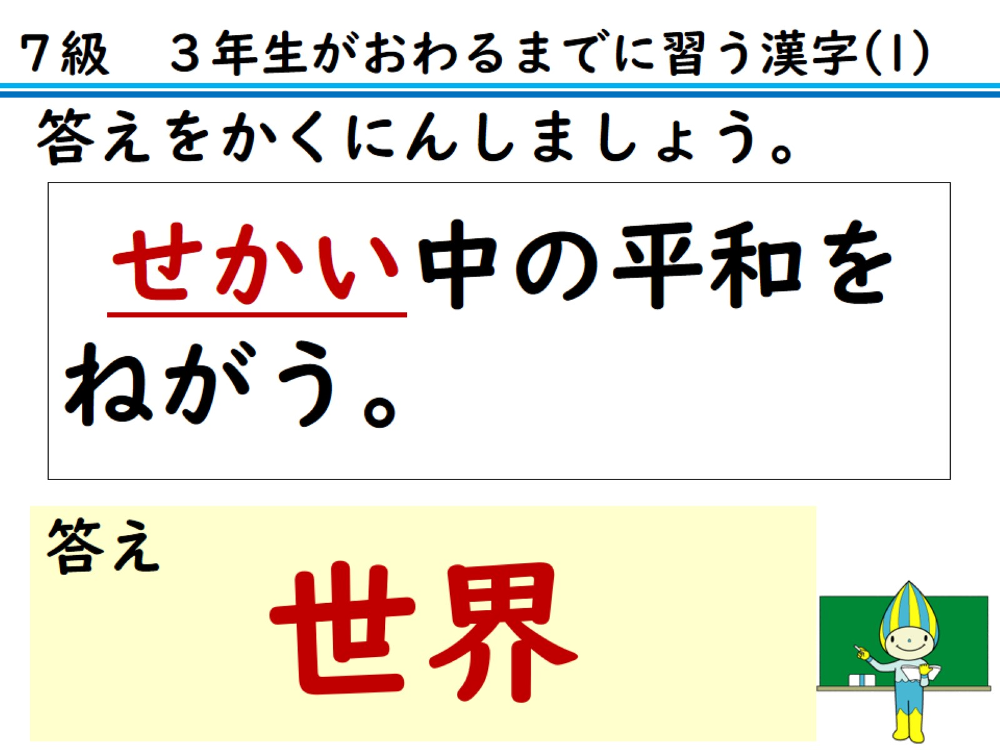 ７級　３年生がおわるまでに習う漢字(1)
答えをかくにんしましょう。
せかい中の平和を
ねがう。
答え
世界